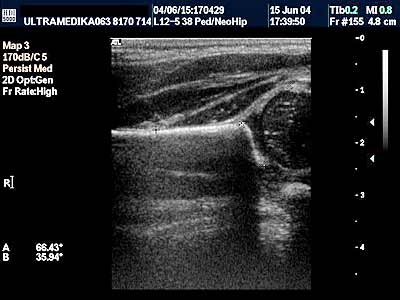 ULTRAMEDIKA063 8170 714
04/06/15:170429
L12-5 38 Ped/NeoHip
15 Jun 04
17:39:50
TIb0.2 MI 0.8
Fr #155 4.8 cm
Map 3
170dB/C 5
Persist Med
2D OptGen
Fr Rate:High
R
A 66.43°
B 35.94°
0
1
2
3
4